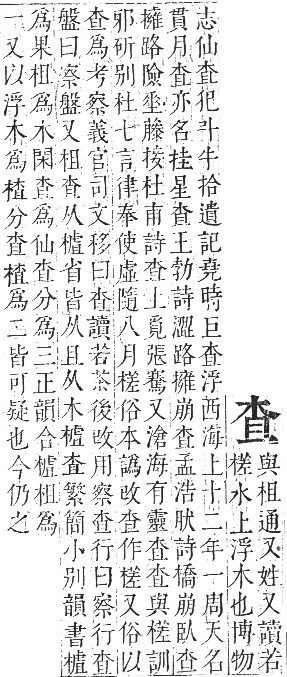 查與柤通又姓又讀若
槎水上浮木也博物
志仙查犯斗牛拾遺記堯時巨查浮西海上十二年一周天名
貫月查亦名挂星查王勃詩澀路擁崩查孟浩肰詩橋崩臥查
擁路險垂藤接杜甫詩查上覓張騫又滄海有靈查查與槎訓
邪斫别杜七言律奉使虛隨八月槎俗本譌改查作槎又俗以
查爲考察義官司文移曰查讀若茶後改用察查行曰察行查
盤曰察盤又柤查从樝省皆从且从木樝査繁簡小别韻書樝
爲果柤爲木閑查爲仙查分爲三正韻合樝柤爲
一又以浮木爲楂分查楂爲二皆可疑也今仍之